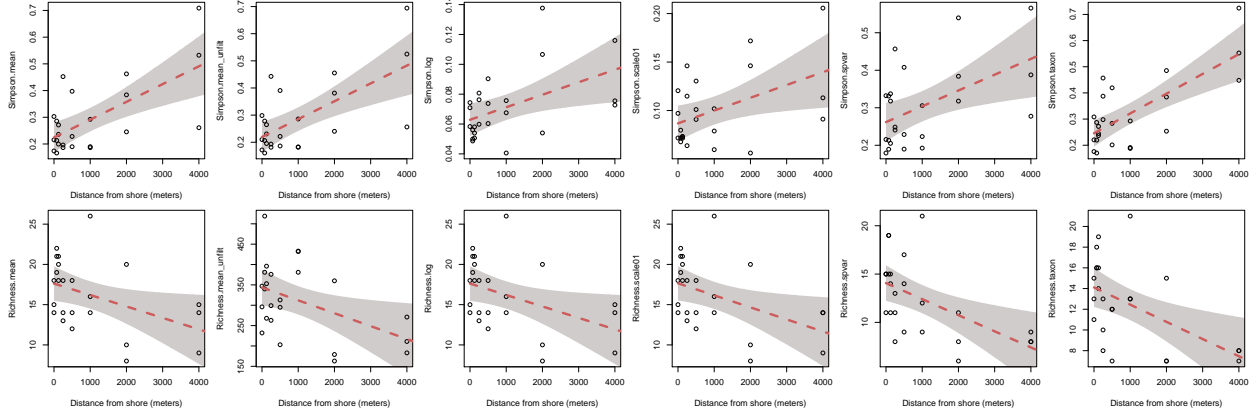 Simpson.mean
0.7
0.6
0.5
0.4
0.3
0.2
0 1000 2000 3000 4000
Distance from shore (meters)
Simpson.mean_unfilt
0.7
0.6
0.5
0.4
0.3
0.2
0 1000 2000 3000 4000
Distance from shore (meters)
Simpson.log
0.14
0.12
0.10
0.08
0.06
0.04
0 1000 2000 3000 4000
Distance from shore (meters)
Simpson.scale01
0.20
0.15
0.10
0 1000 2000 3000 4000
Distance from shore (meters)
Simpson.spvar
0.5
0.4
0.3
0.2
0 1000 2000 3000 4000
Distance from shore (meters)
Simpson.taxon
0.7
0.6
0.5
0.4
0.3
0.2
0 1000 2000 3000 4000
Distance from shore (meters)
Richness.mean
25
20
15
10
0 1000 2000 3000 4000
Distance from shore (meters)
Richness.mean_unfilt
450
350
250
150
0 1000 2000 3000 4000
Distance from shore (meters)
Richness.log
25
20
15
10
0 1000 2000 3000 4000
Distance from shore (meters)
Richness.scale01
25
20
15
10
0 1000 2000 3000 4000
Distance from shore (meters)
Richness.spvar
20
15
10
0 1000 2000 3000 4000
Distance from shore (meters)
Richness.taxon
20
18
16
14
12
10
8
0 1000 2000 3000 4000
Distance from shore (meters)